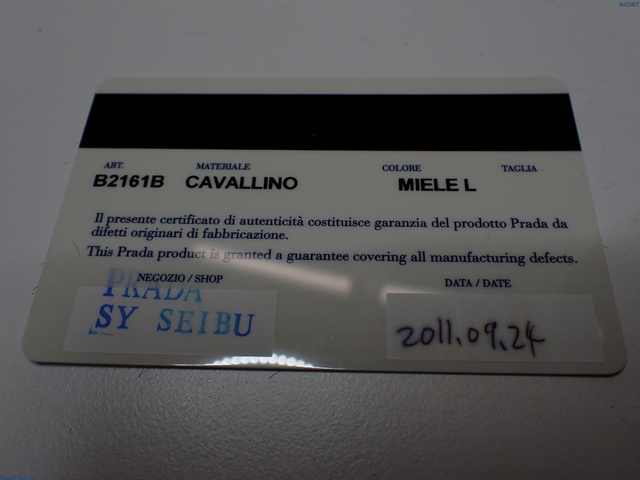 AUCNET
ART. MATERIALE COLORE TAGLIA
B2161B CAVALLINO MIELE L
Il presente certificato di autenticità costituisce garanzia del prodotto Prada da
difetti originari di fabbricazione.
This Prada product is granted a guarantee covering all manufacturing defects.
NEGOZIO / SHOP DATA / DATE
PRADA
SY SEIBU 2011.09.24